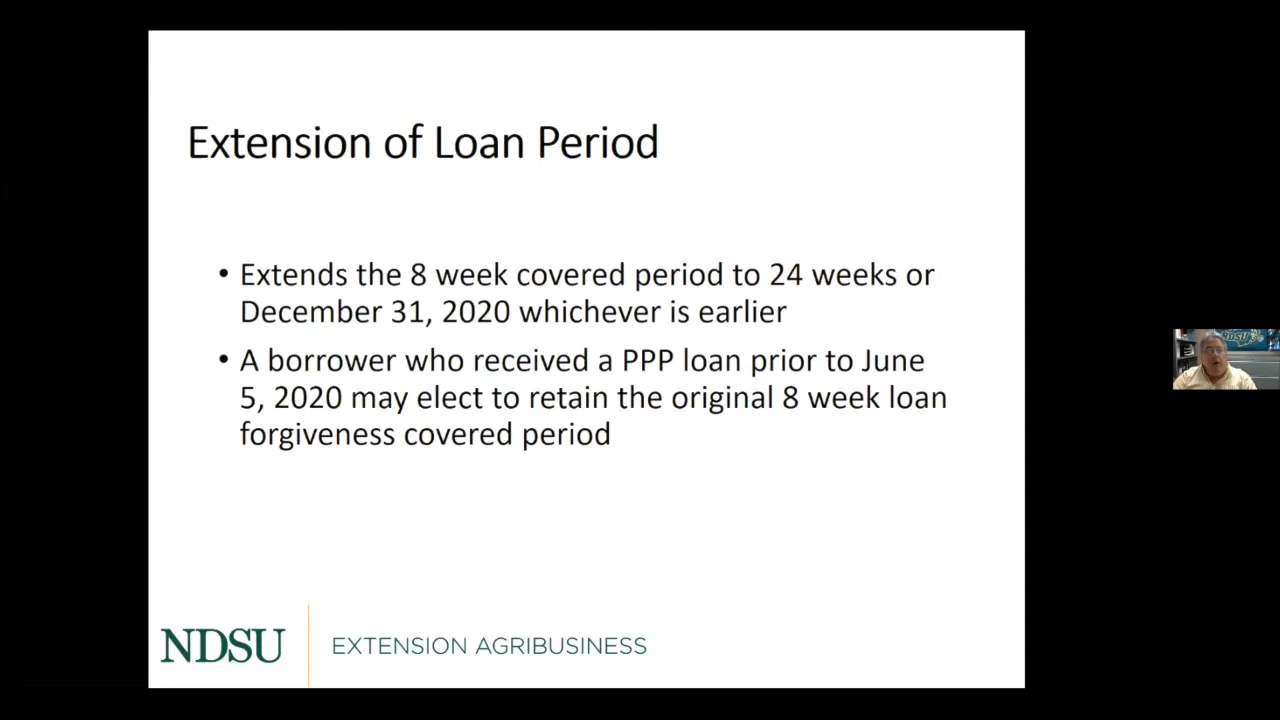 Extension of Loan Period
• Extends the 8 week covered period to 24 weeks or
December 31, 2020 whichever is earlier
• A borrower who received a PPP loan prior to June
5, 2020 may elect to retain the original 8 week loan
forgiveness covered period
NDSU
EXTENSION AGRIBUSINESS
NDSU